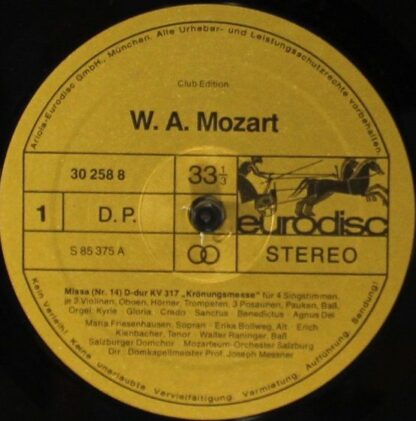 Ariola-Eurodisc GmbH., München. Alle Urheber- und Leistungsschutzrechte vorbehalten.
Club Edition
W. A. Mozart
30 258 8
33 1/3
1
D. P.
eurodisc
S 85 375 A
STEREO
Missa (Nr. 14) D-dur KV 317 „Krönungsmesse" für 4 Singstimmen,
je 2 Violinen, Oboen, Hörner, Trompeten, 3 Posaunen, Pauken, Baß,
Orgel: Kyrie · Gloria · Credo · Sanctus · Benedictus · Agnus Dei
Maria Friesenhausen, Sopran · Erika Bollweg, Alt · Erich
Klenbacher, Tenor · Walter Raninger, Baß
Salzburger Domchor · Mozarteum-Orchester Salzburg
Dir.: Domkapellmeister Prof. Joseph Messner
Kein Verleih! Keine unerlaubte Vervielfältigung, Vermietung, Aufführung, Sendung!